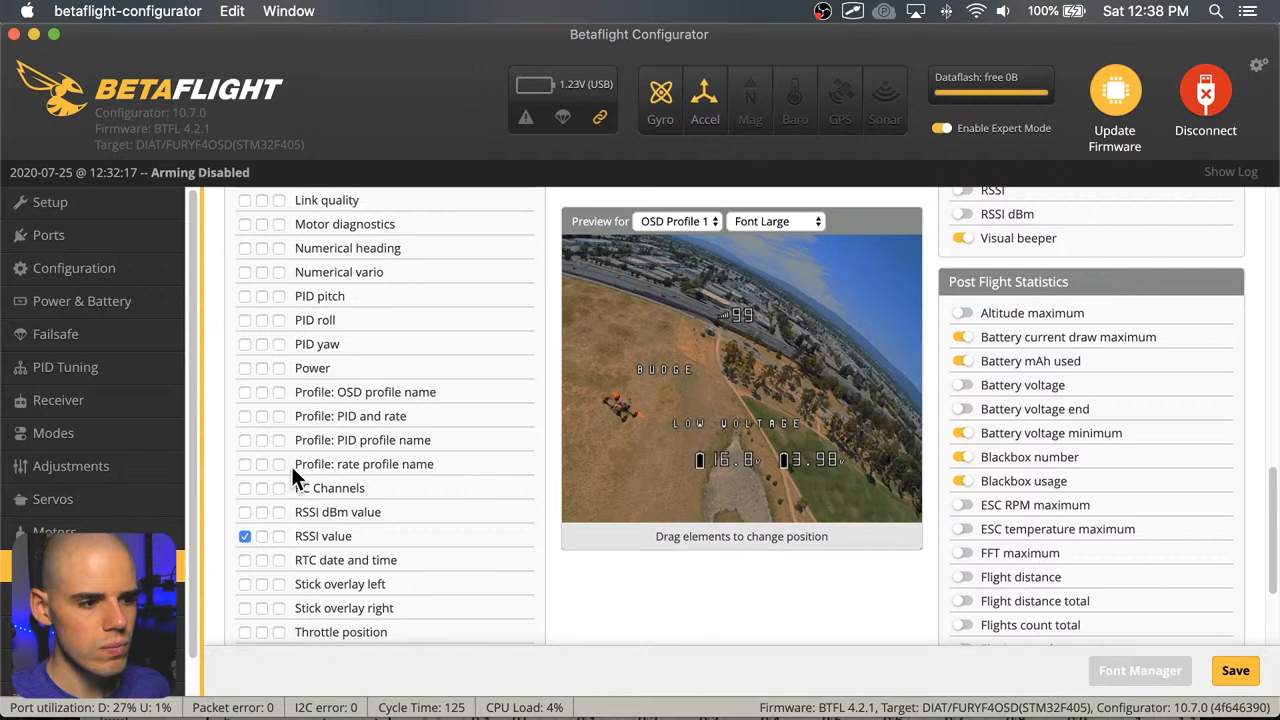 betaflight-configurator Edit Window 100% Sat 12:38 PM
Betaflight Configurator
BETAFLIGHT
Configurator: 10.7.0
Firmware: BTFL 4.2.1
Target: DIAT/FURYF4OSD(STM32F405)
1.23V (USB)
Gyro
Accel
Mag
Baro
GPS
Sonar
Dataflash: free 0B
Enable Expert Mode
Update
Firmware
Disconnect
2020-07-25 @ 12:32:17 -- Arming Disabled
Show Log
Setup
Ports
Configuration
Power & Battery
Failsafe
PID Tuning
Receiver
Modes
Adjustments
Servos
Motors
Link quality
Motor diagnostics
Numerical heading
Numerical vario
PID pitch
PID roll
PID yaw
Power
Profile: OSD profile name
Profile: PID and rate
Profile: PID profile name
Profile: rate profile name
C Channels
RSSI dBm value
RSSI value
RTC date and time
Stick overlay left
Stick overlay right
Throttle position
Preview for OSD Profile 1 Font Large
99
BUDGE
LOW VOLTAGE
16.8V 3.98V
Drag elements to change position
RSSI
RSSI dBm
Visual beeper
Post Flight Statistics
Altitude maximum
Battery current draw maximum
Battery mAh used
Battery voltage
Battery voltage end
Battery voltage minimum
Blackbox number
Blackbox usage
ESC RPM maximum
ESC temperature maximum
FFT maximum
Flight distance
Flight distance total
Flights count total
Font Manager
Save
Port utilization: D: 27% U: 1%
Packet error: 0
I2C error: 0
Cycle Time: 125
CPU Load: 4%
Firmware: BTFL 4.2.1, Target: DIAT/FURYF4OSD(STM32F405), Configurator: 10.7.0 (4f646390)